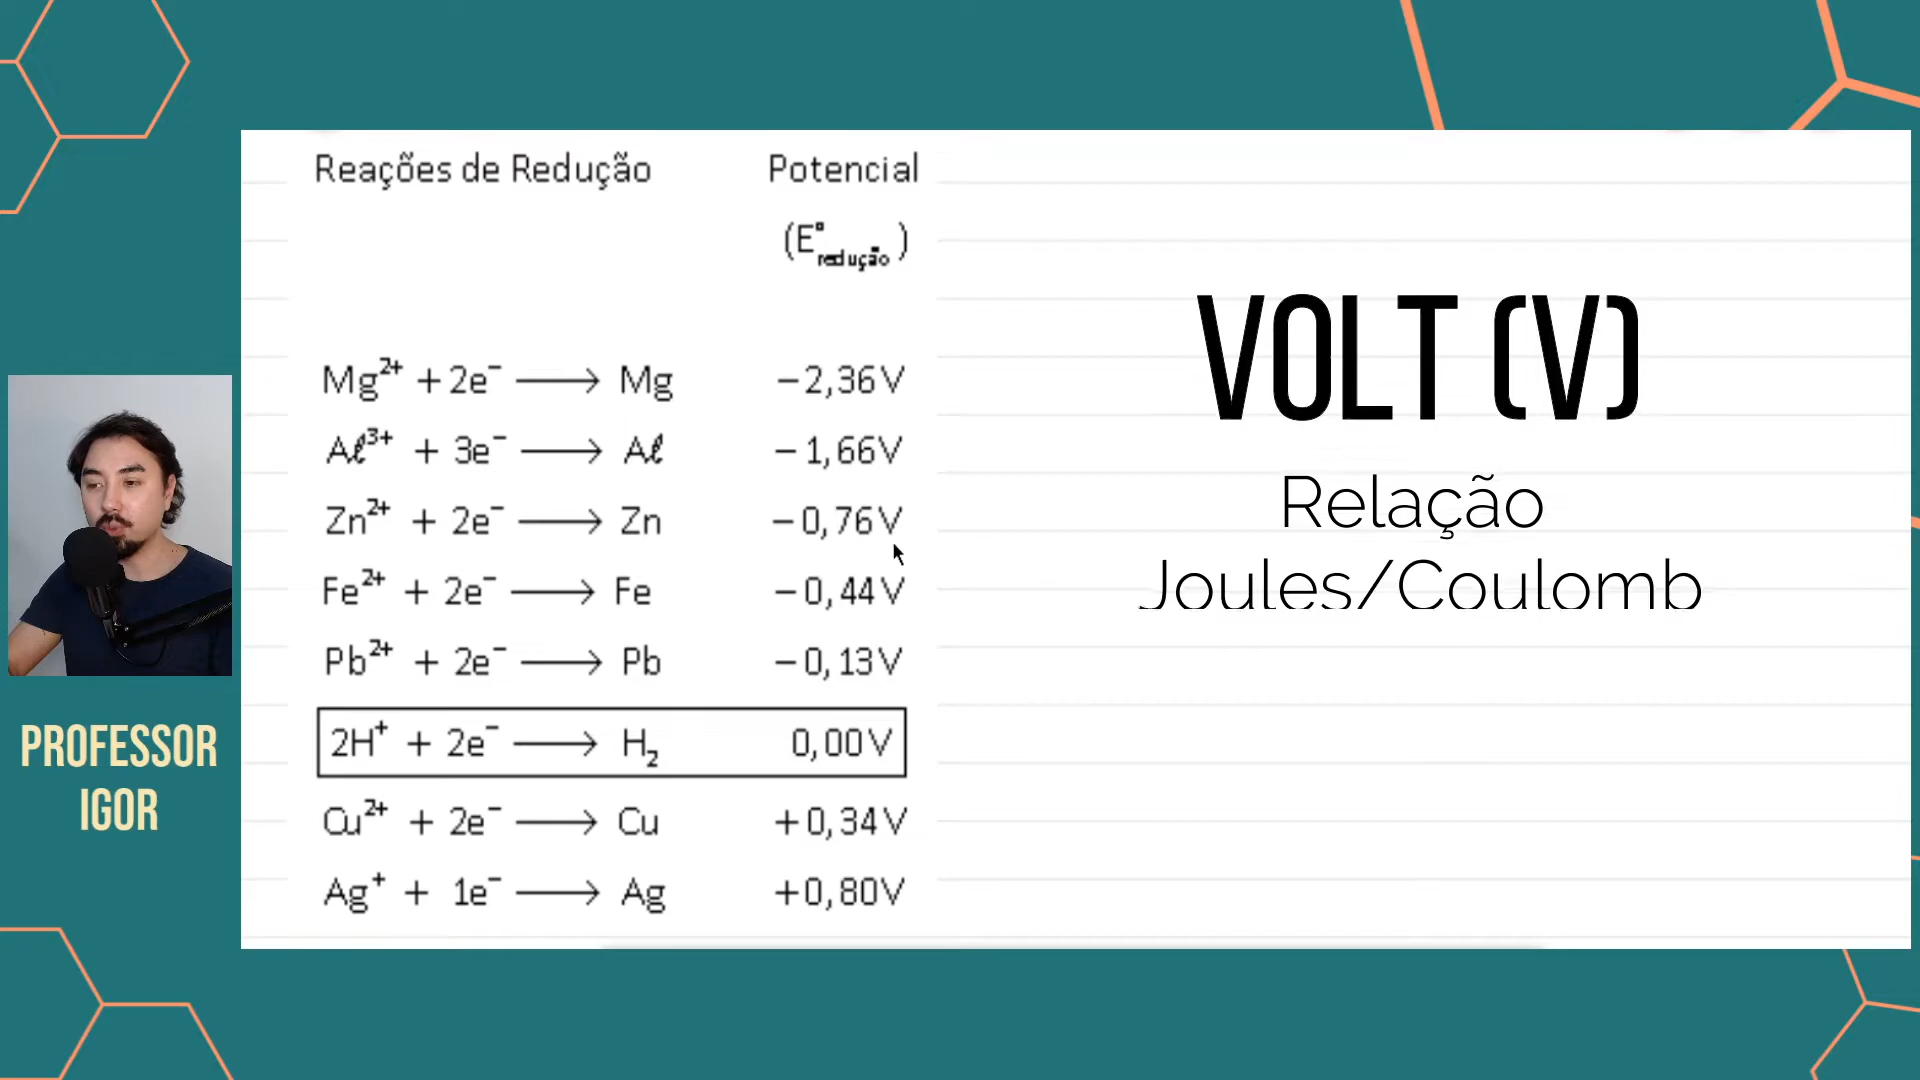 Reações de Redução Potencial
(E°redução)
Mg²⁺ + 2e⁻ ⟶ Mg −2,36V
Aℓ³⁺ + 3e⁻ ⟶ Aℓ −1,66V
Zn²⁺ + 2e⁻ ⟶ Zn −0,76V
Fe²⁺ + 2e⁻ ⟶ Fe −0,44V
Pb²⁺ + 2e⁻ ⟶ Pb −0,13V
2H⁺ + 2e⁻ ⟶ H₂ 0,00V
Cu²⁺ + 2e⁻ ⟶ Cu +0,34V
Ag⁺ + 1e⁻ ⟶ Ag +0,80V
VOLT (V)
Relação
Joules/Coulomb
PROFESSOR
IGOR